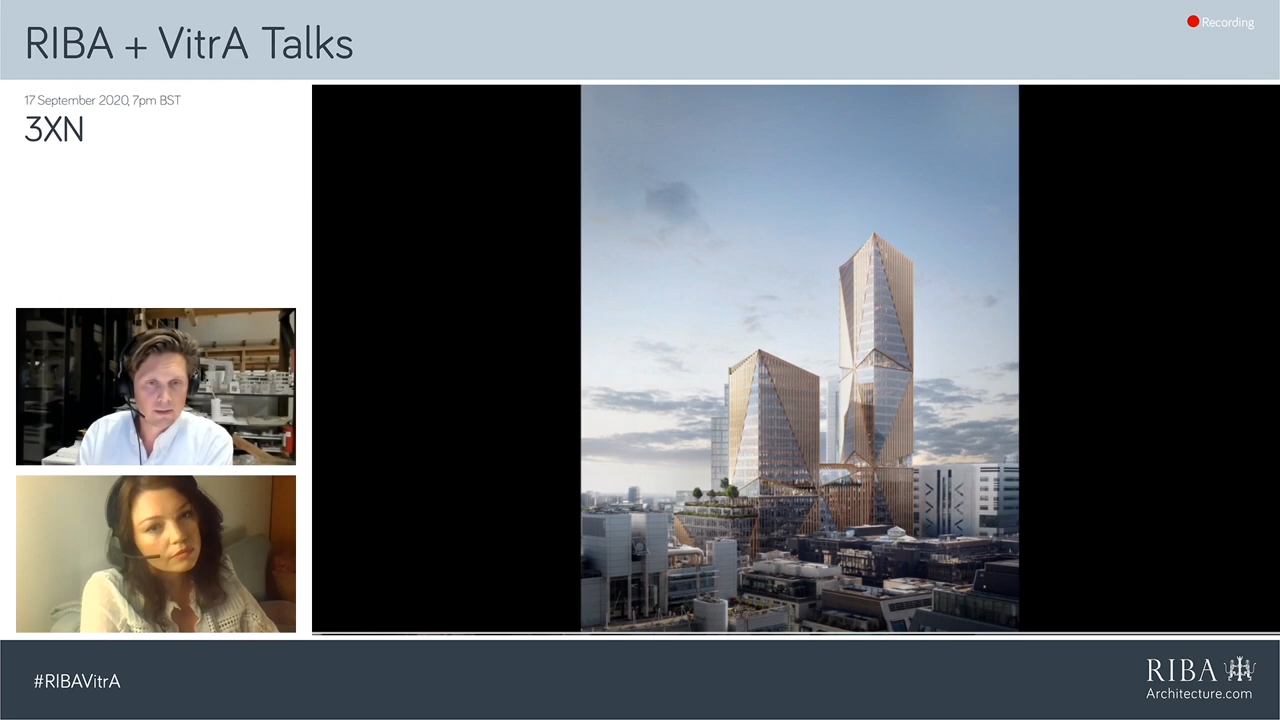 RIBA + VitrA Talks
Recording
17 September 2020, 7pm BST
3XN
#RIBAVitrA
RIBA
Architecture.com